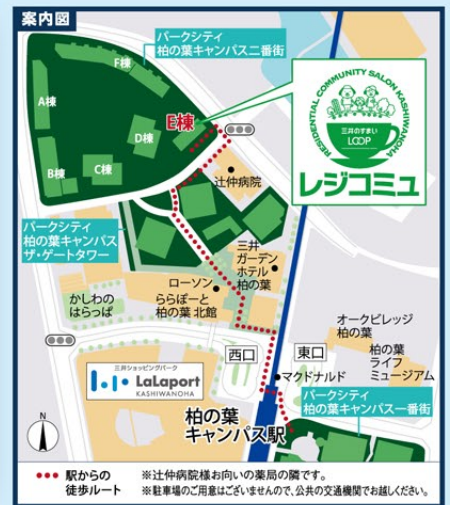 案内図
パークシティ
柏の葉キャンパス二番街
F棟
A棟
E棟
D棟
B棟
C棟
RESIDENTIAL COMMUNITY SALON KASHIWANOHA
三井のすまい
LOOP
レジコミュ
辻仲病院
パークシティ
柏の葉キャンパス
ザ・ゲートタワー
三井
ガーデン
ホテル
柏の葉
ローソン
ららぽーと
柏の葉 北館
かしわの
はらっぱ
オークビレッジ
柏の葉
柏の葉
ライフ
ミュージアム
西口
東口
三井ショッピングパーク
LaLaport
KASHIWANOHA
マクドナルド
パークシティ
柏の葉キャンパス一番街
柏の葉
キャンパス駅
N
駅からの
徒歩ルート
※辻仲病院様お向いの薬局の隣です。
※駐車場のご用意はございませんので、公共の交通機関でお越しください。